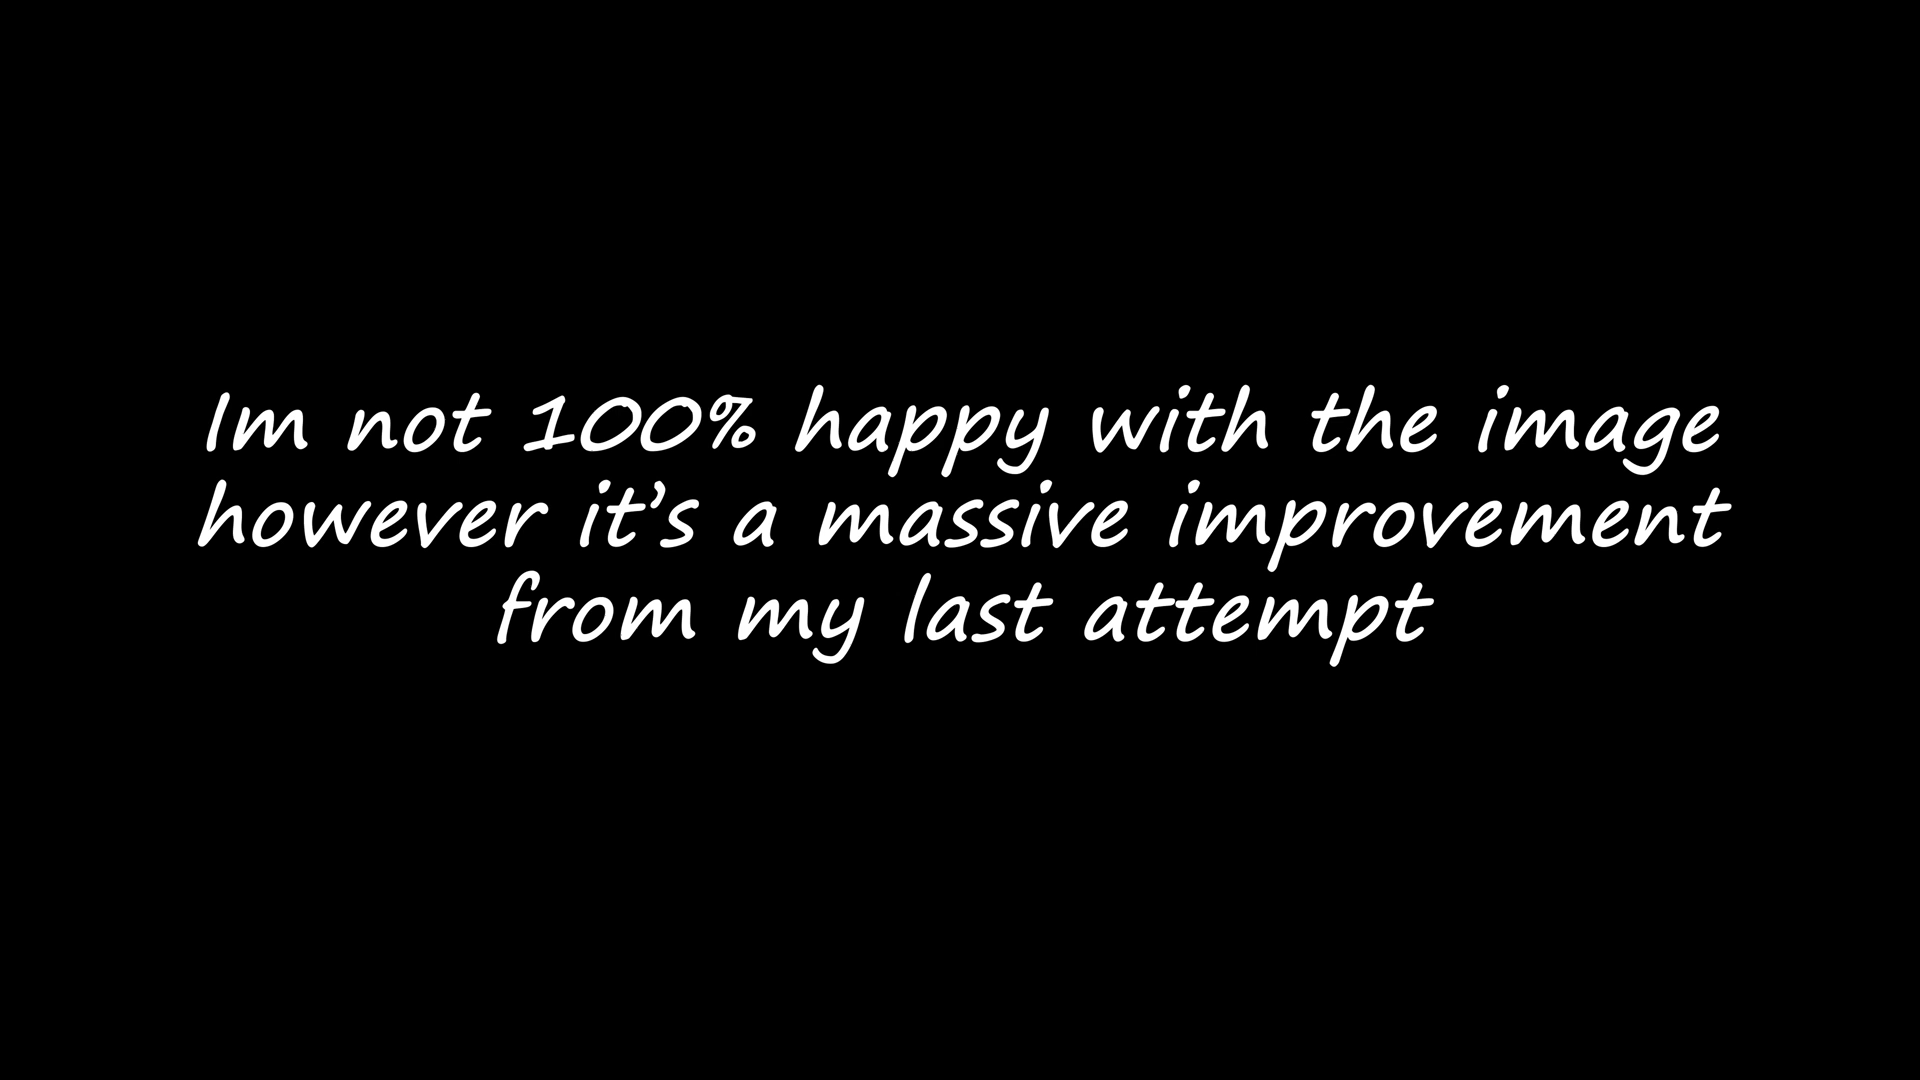 Im not 100% happy with the image
however it’s a massive improvement
from my last attempt